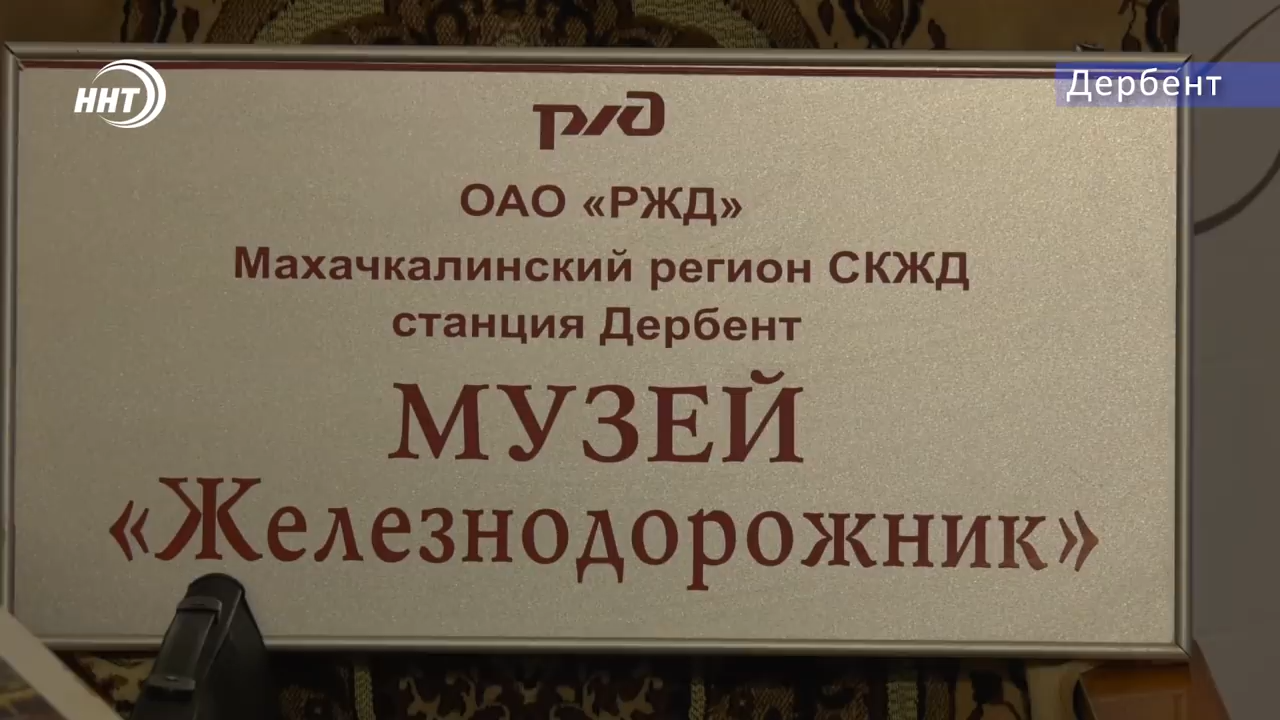 ННТ
Дербент
РЖД
ОАО «РЖД»
Махачкалинский регион СКЖД
станция Дербент
МУЗЕЙ
«Железнодорожник»